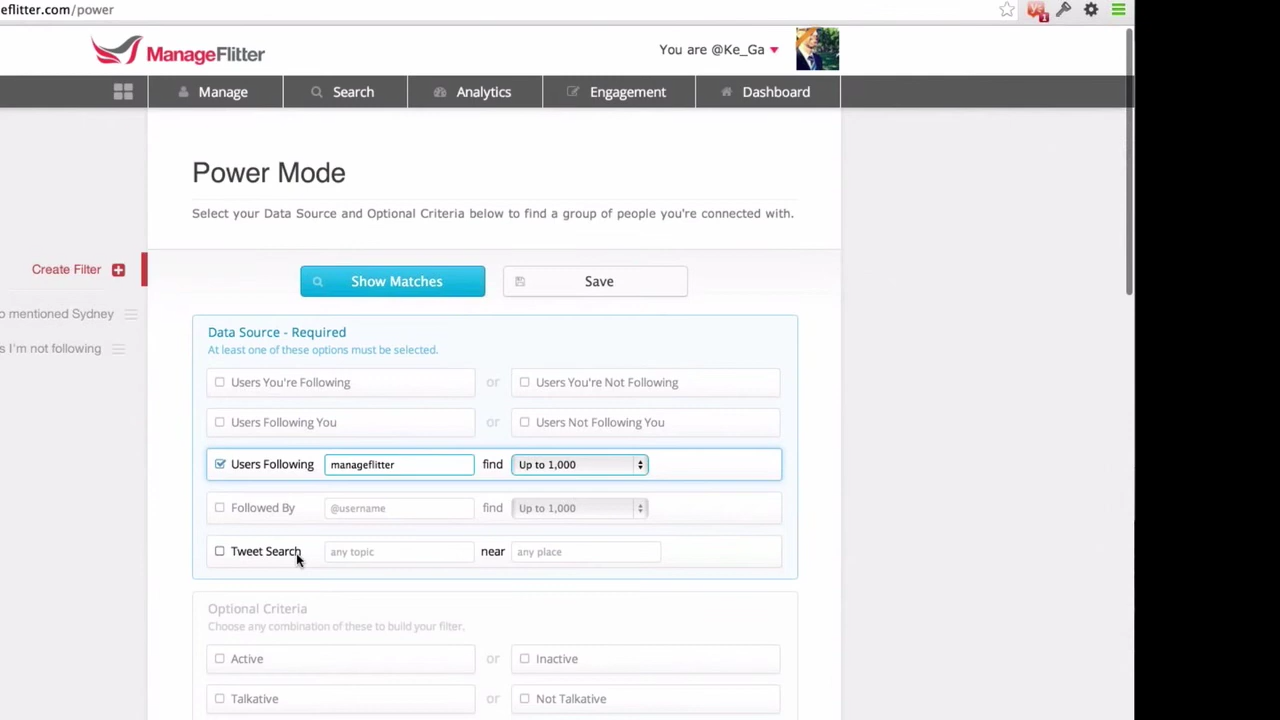 eflitter.com/power
1
ManageFlitter
You are @Ke_Ga
Manage
Search
Analytics
Engagement
Dashboard
Power Mode
Select your Data Source and Optional Criteria below to find a group of people you're connected with.
Create Filter
o mentioned Sydney
s I'm not following
Show Matches
Save
Data Source - Required
At least one of these options must be selected.
Users You're Following or Users You're Not Following
Users Following You or Users Not Following You
Users Following manageflitter find Up to 1,000
Followed By @username find Up to 1,000
Tweet Search any topic near any place
Optional Criteria
Choose any combination of these to build your filter.
Active or Inactive
Talkative or Not Talkative